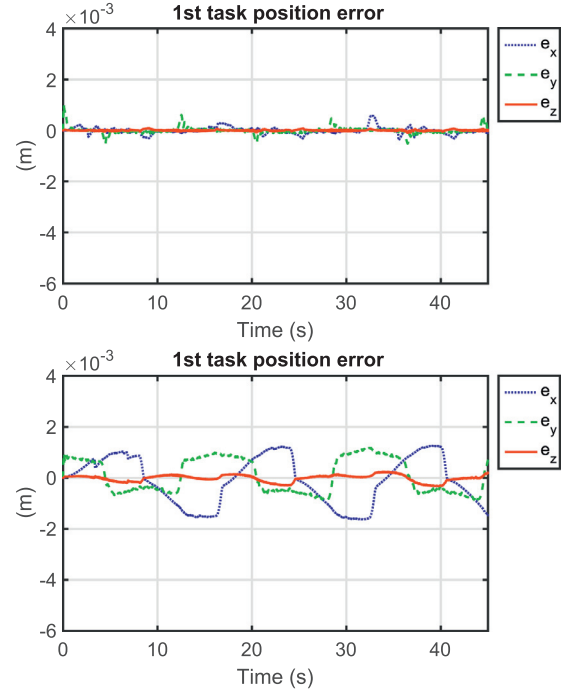 1st task position error
×10⁻³
4
2
0
-2
-4
-6
(m)
0 10 20 30 40
Time (s)
eₓ
e_y
e_z
1st task position error
×10⁻³
4
2
0
-2
-4
-6
(m)
0 10 20 30 40
Time (s)
eₓ
e_y
e_z